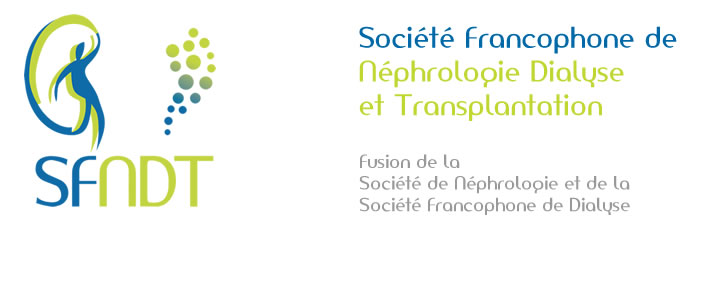 SFNDT
Société Francophone de
Néphrologie Dialyse
et Transplantation
Fusion de la
Société de Néphrologie et de la
Société Francophone de Dialyse